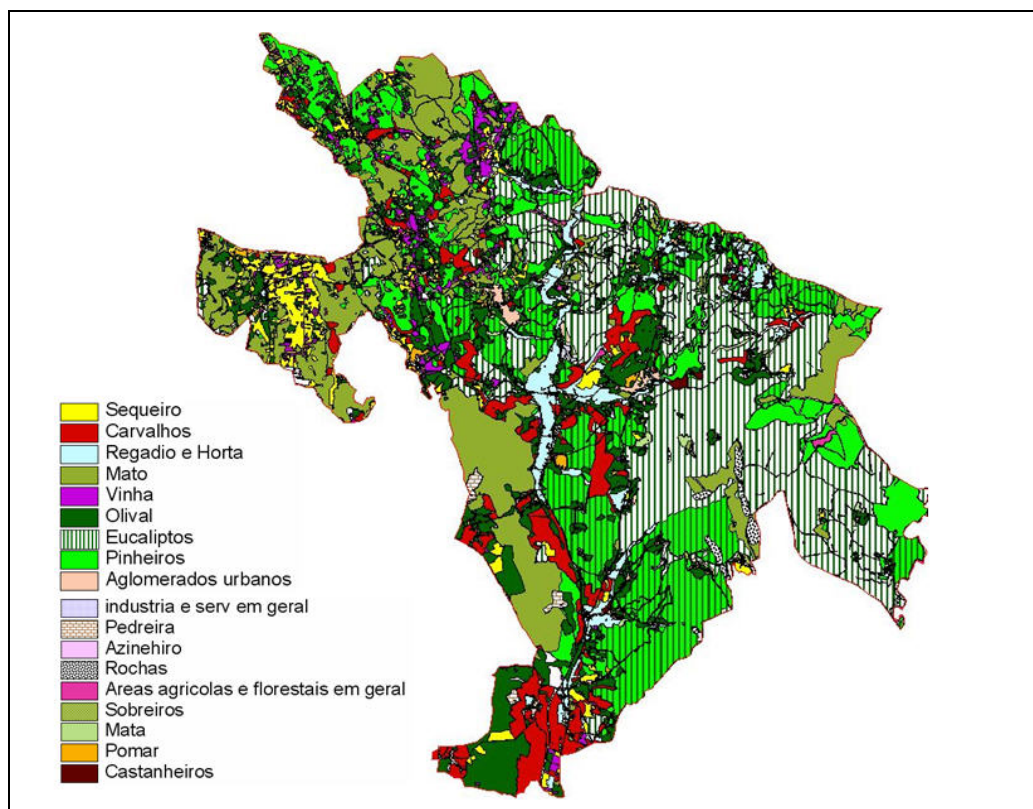 Sequeiro
Carvalhos
Regadio e Horta
Mato
Vinha
Olival
Eucaliptos
Pinheiros
Aglomerados urbanos
industria e serv em geral
Pedreira
Azinehiro
Rochas
Areas agricolas e florestais em geral
Sobreiros
Mata
Pomar
Castanheiros